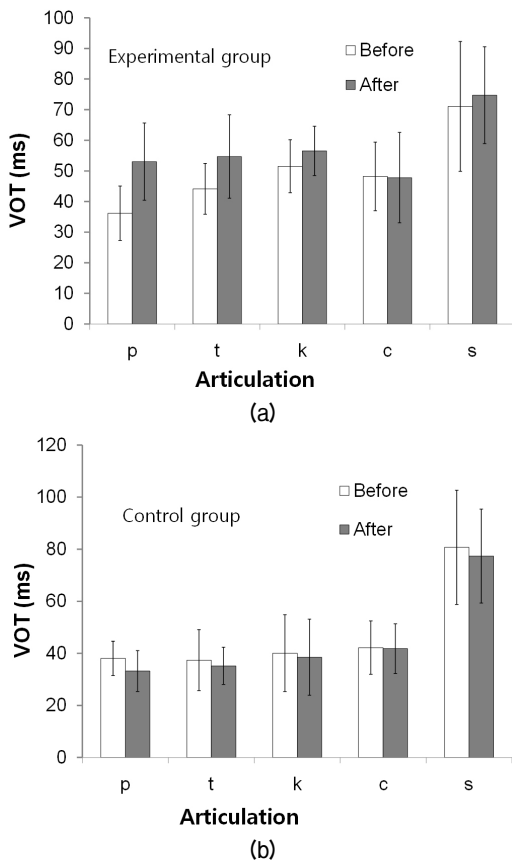 100
90
80
70
60
50
40
30
20
10
0
VOT (ms)
Experimental group
Before
After
p t k c s
Articulation
(a)
120
100
80
60
40
20
0
VOT (ms)
Control group
Before
After
p t k c s
Articulation
(b)